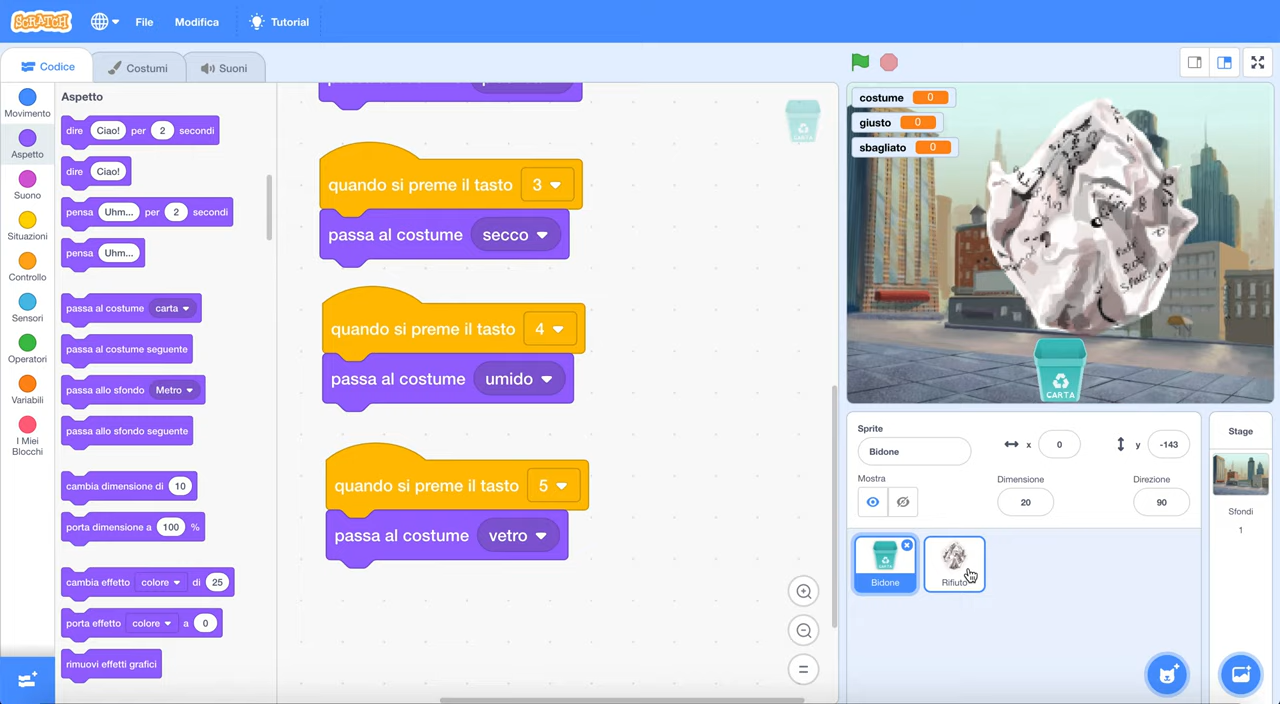 SCRATCH
File
Modifica
Tutorial
Codice
Costumi
Suoni
Movimento
Aspetto
Suono
Situazioni
Controllo
Sensori
Operatori
Variabili
I Miei
Blocchi
Aspetto
dire Ciao! per 2 secondi
dire Ciao!
pensa Uhm... per 2 secondi
pensa Uhm...
passa al costume carta
passa al costume seguente
passa allo sfondo Metro
passa allo sfondo seguente
cambia dimensione di 10
porta dimensione a 100 %
cambia effetto colore di 25
porta effetto colore a 0
rimuovi effetti grafici
quando si preme il tasto 3
passa al costume secco
quando si preme il tasto 4
passa al costume umido
quando si preme il tasto 5
passa al costume vetro
CARTA
costume 0
giusto 0
sbagliato 0
CARTA
Sprite
Bidone
x 0
y -143
Mostra
Dimensione
20
Direzione
90
Bidone
Rifiuto
Stage
Sfondi
1